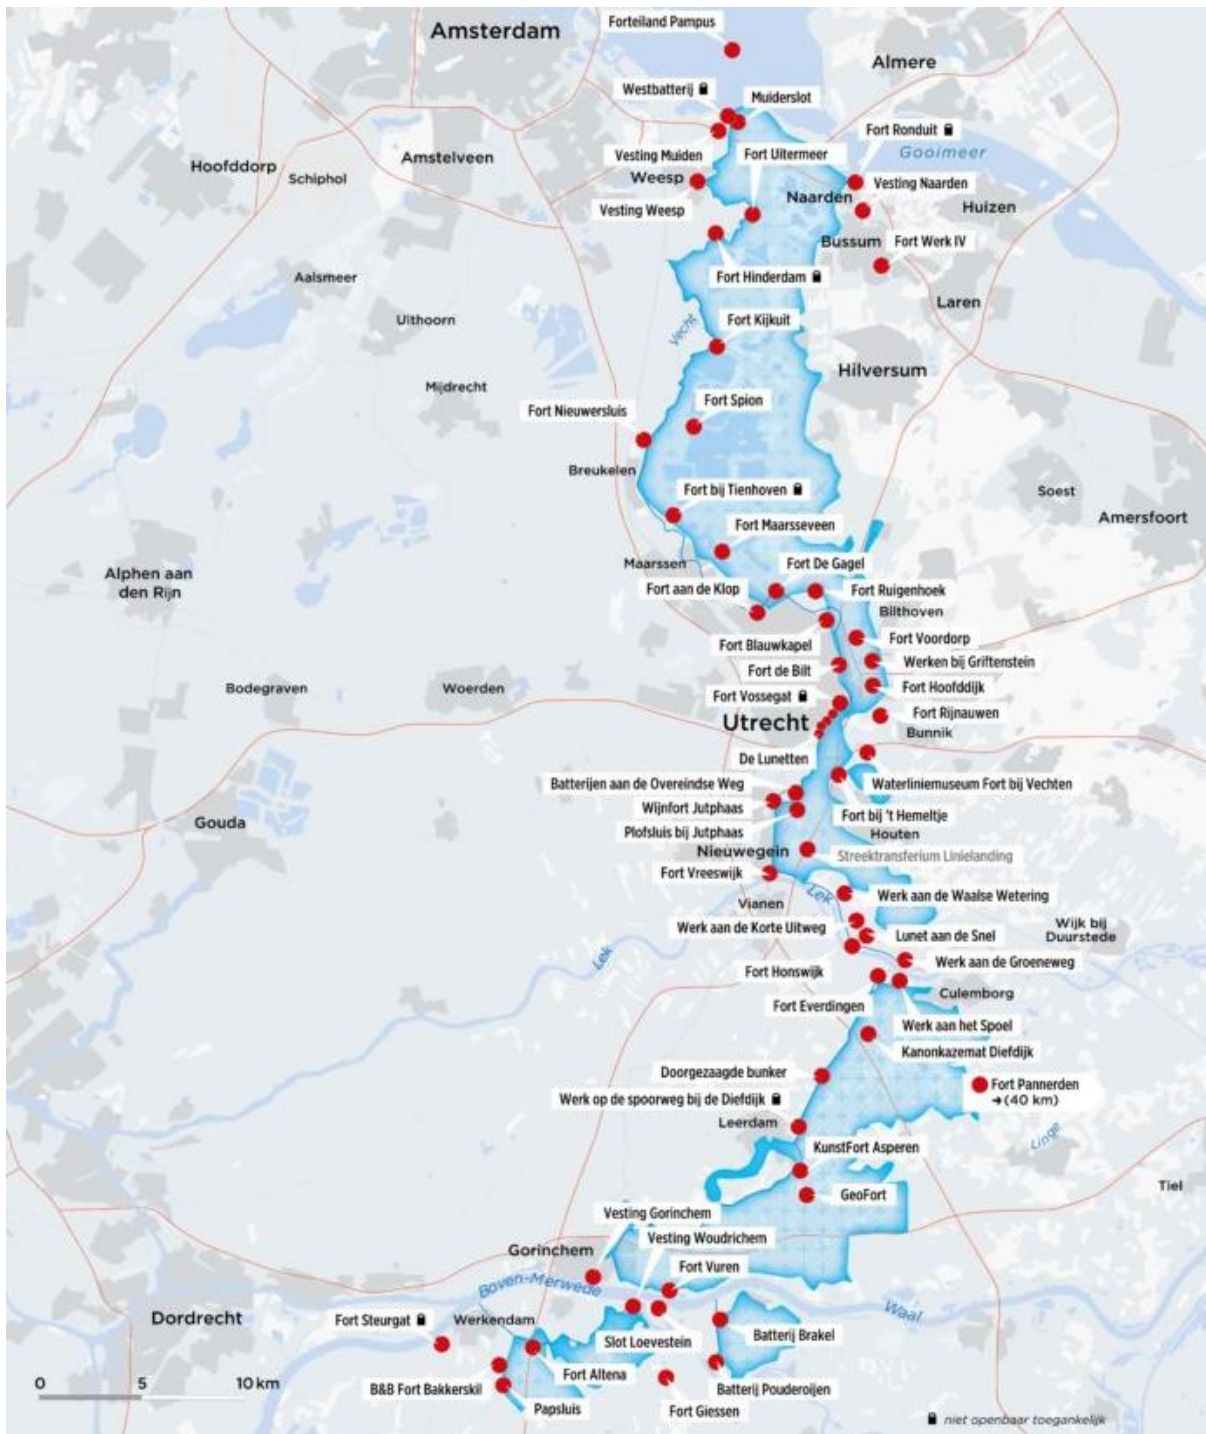 Forteiland Pampus
Amsterdam
Almere
Westbatterij
Muiderslot
Fort Ronduit
Gooimeer
Hoofddorp
Schiphol
Amstelveen
Vesting Muiden
Fort Uitermeer
Weesp
Vesting Naarden
Naarden
Huizen
Vesting Weesp
Bussum
Fort Werk IV
Aalsmeer
Fort Hinderdam
Laren
Uithoorn
Vecht
Fort Kijkuit
Hilversum
Mijdrecht
Fort Nieuwersluis
Fort Spion
Breukelen
Fort bij Tienhoven
Soest
Amersfoort
Fort Maarsseveen
Maarssen
Fort De Gagel
Alphen aan
den Rijn
Fort aan de Klop
Fort Ruigenhoek
Bilthoven
Fort Blauwkapel
Fort Voordorp
Fort de Bilt
Werken bij Griftenstein
Bodegraven
Woerden
Fort Vossegat
Fort Hoofddijk
Utrecht
Fort Rijnauwen
Bunnik
De Lunetten
Batterijen aan de Overeindse Weg
Waterliniemuseum Fort bij Vechten
Wijnfort Jutphaas
Fort bij 't Hemeltje
Gouda
Plofsluis bij Jutphaas
Houten
Nieuwegein
Streektransferium Linielanding
Fort Vreeswijk
Lek
Werk aan de Waalse Wetering
Vianen
Werk aan de Korte Uitweg
Lunet aan de Snel
Wijk bij
Duurstede
Lek
Fort Honswijk
Werk aan de Groeneweg
Culemborg
Fort Everdingen
Werk aan het Spoel
Kanonkazemat Diefdijk
Doorgezaagde bunker
Fort Pannerden
➔(40 km)
Werk op de spoorweg bij de Diefdijk
Leerdam
Linge
KunstFort Asperen
GeoFort
Tiel
Vesting Gorinchem
Vesting Woudrichem
Gorinchem
Fort Vuren
Boven-Merwede
Waal
Dordrecht
Fort Steurgat
Werkendam
Slot Loevestein
Batterij Brakel
0 5 10 km
B&B Fort Bakkerskil
Fort Altena
Batterij Pouderoijen
Papsluis
Fort Giessen
niet openbaar toegankelijk